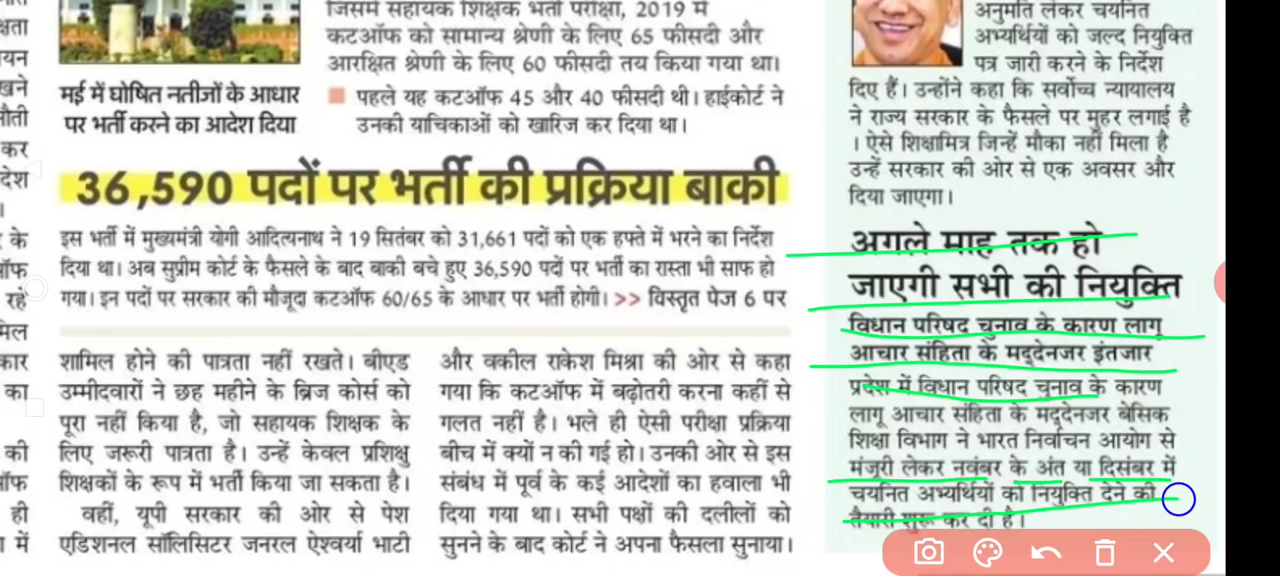 क्षता
यन
खने
नौती
कर
देश
।
के
ऑफ
रहे
मिल
कार
का
की
ऑफ
ही
में
मई में घोषित नतीजों के आधार
पर भर्ती करने का आदेश दिया
जिसमें सहायक शिक्षक भर्ती परीक्षा, 2019 में
कटऑफ को सामान्य श्रेणी के लिए 65 फीसदी और
आरक्षित श्रेणी के लिए 60 फीसदी तय किया गया था।
पहले यह कटऑफ 45 और 40 फीसदी थी। हाईकोर्ट ने
उनकी याचिकाओं को खारिज कर दिया था।
36,590 पदों पर भर्ती की प्रक्रिया बाकी
इस भर्ती में मुख्यमंत्री योगी आदित्यनाथ ने 19 सितंबर को 31,661 पदों को एक हफ्ते में भरने का निर्देश
दिया था। अब सुप्रीम कोर्ट के फैसले के बाद बाकी बचे हुए 36,590 पदों पर भर्ती का रास्ता भी साफ हो
गया। इन पदों पर सरकार की मौजूदा कटऑफ 60/65 के आधार पर भर्ती होगी। >> विस्तृत पेज 6 पर
शामिल होने की पात्रता नहीं रखते। बीएड
उम्मीदवारों ने छह महीने के ब्रिज कोर्स को
पूरा नहीं किया है, जो सहायक शिक्षक के
लिए जरूरी पात्रता है। उन्हें केवल प्रशिक्षु
शिक्षकों के रूप में भर्ती किया जा सकता है।
वहीं, यूपी सरकार की ओर से पेश
एडिशनल सॉलिसिटर जनरल ऐश्वर्या भाटी
और वकील राकेश मिश्रा की ओर से कहा
गया कि कटऑफ में बढ़ोतरी करना कहीं से
गलत नहीं है। भले ही ऐसी परीक्षा प्रक्रिया
बीच में क्यों न की गई हो। उनकी ओर से इस
संबंध में पूर्व के कई आदेशों का हवाला भी
दिया गया था। सभी पक्षों की दलीलों को
सुनने के बाद कोर्ट ने अपना फैसला सुनाया।
अनुमति लेकर चयनित
अभ्यर्थियों को जल्द नियुक्ति
पत्र जारी करने के निर्देश
दिए हैं। उन्होंने कहा कि सर्वोच्च न्यायालय
ने राज्य सरकार के फैसले पर मुहर लगाई है
। ऐसे शिक्षामित्र जिन्हें मौका नहीं मिला है
उन्हें सरकार की ओर से एक अवसर और
दिया जाएगा।
अगले माह तक हो
जाएगी सभी की नियुक्ति
विधान परिषद चुनाव के कारण लागू
आचार संहिता के मद्देनजर इंतजार
प्रदेश में विधान परिषद चुनाव के कारण
लागू आचार संहिता के मद्देनजर बेसिक
शिक्षा विभाग ने भारत निर्वाचन आयोग से
मंजूरी लेकर नवंबर के अंत या दिसंबर में
चयनित अभ्यर्थियों को नियुक्ति देने की
तैयारी शुरू कर दी है।